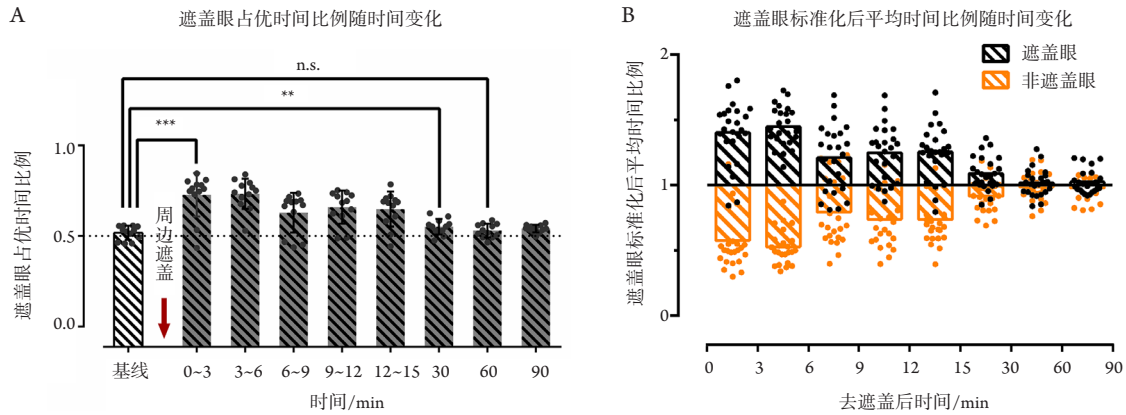 A
遮盖眼占优时间比例随时间变化
n.s.
**
***
遮盖眼占优时间比例
1.0
0.5
0.0
周边遮盖
基线
0~3
3~6
6~9
9~12
12~15
30
60
90
时间/min
B
遮盖眼标准化后平均时间比例随时间变化
遮盖眼
非遮盖眼
遮盖眼标准化后平均时间比例
2
1
0
0
3
6
9
12
15
30
60
90
去遮盖后时间/min